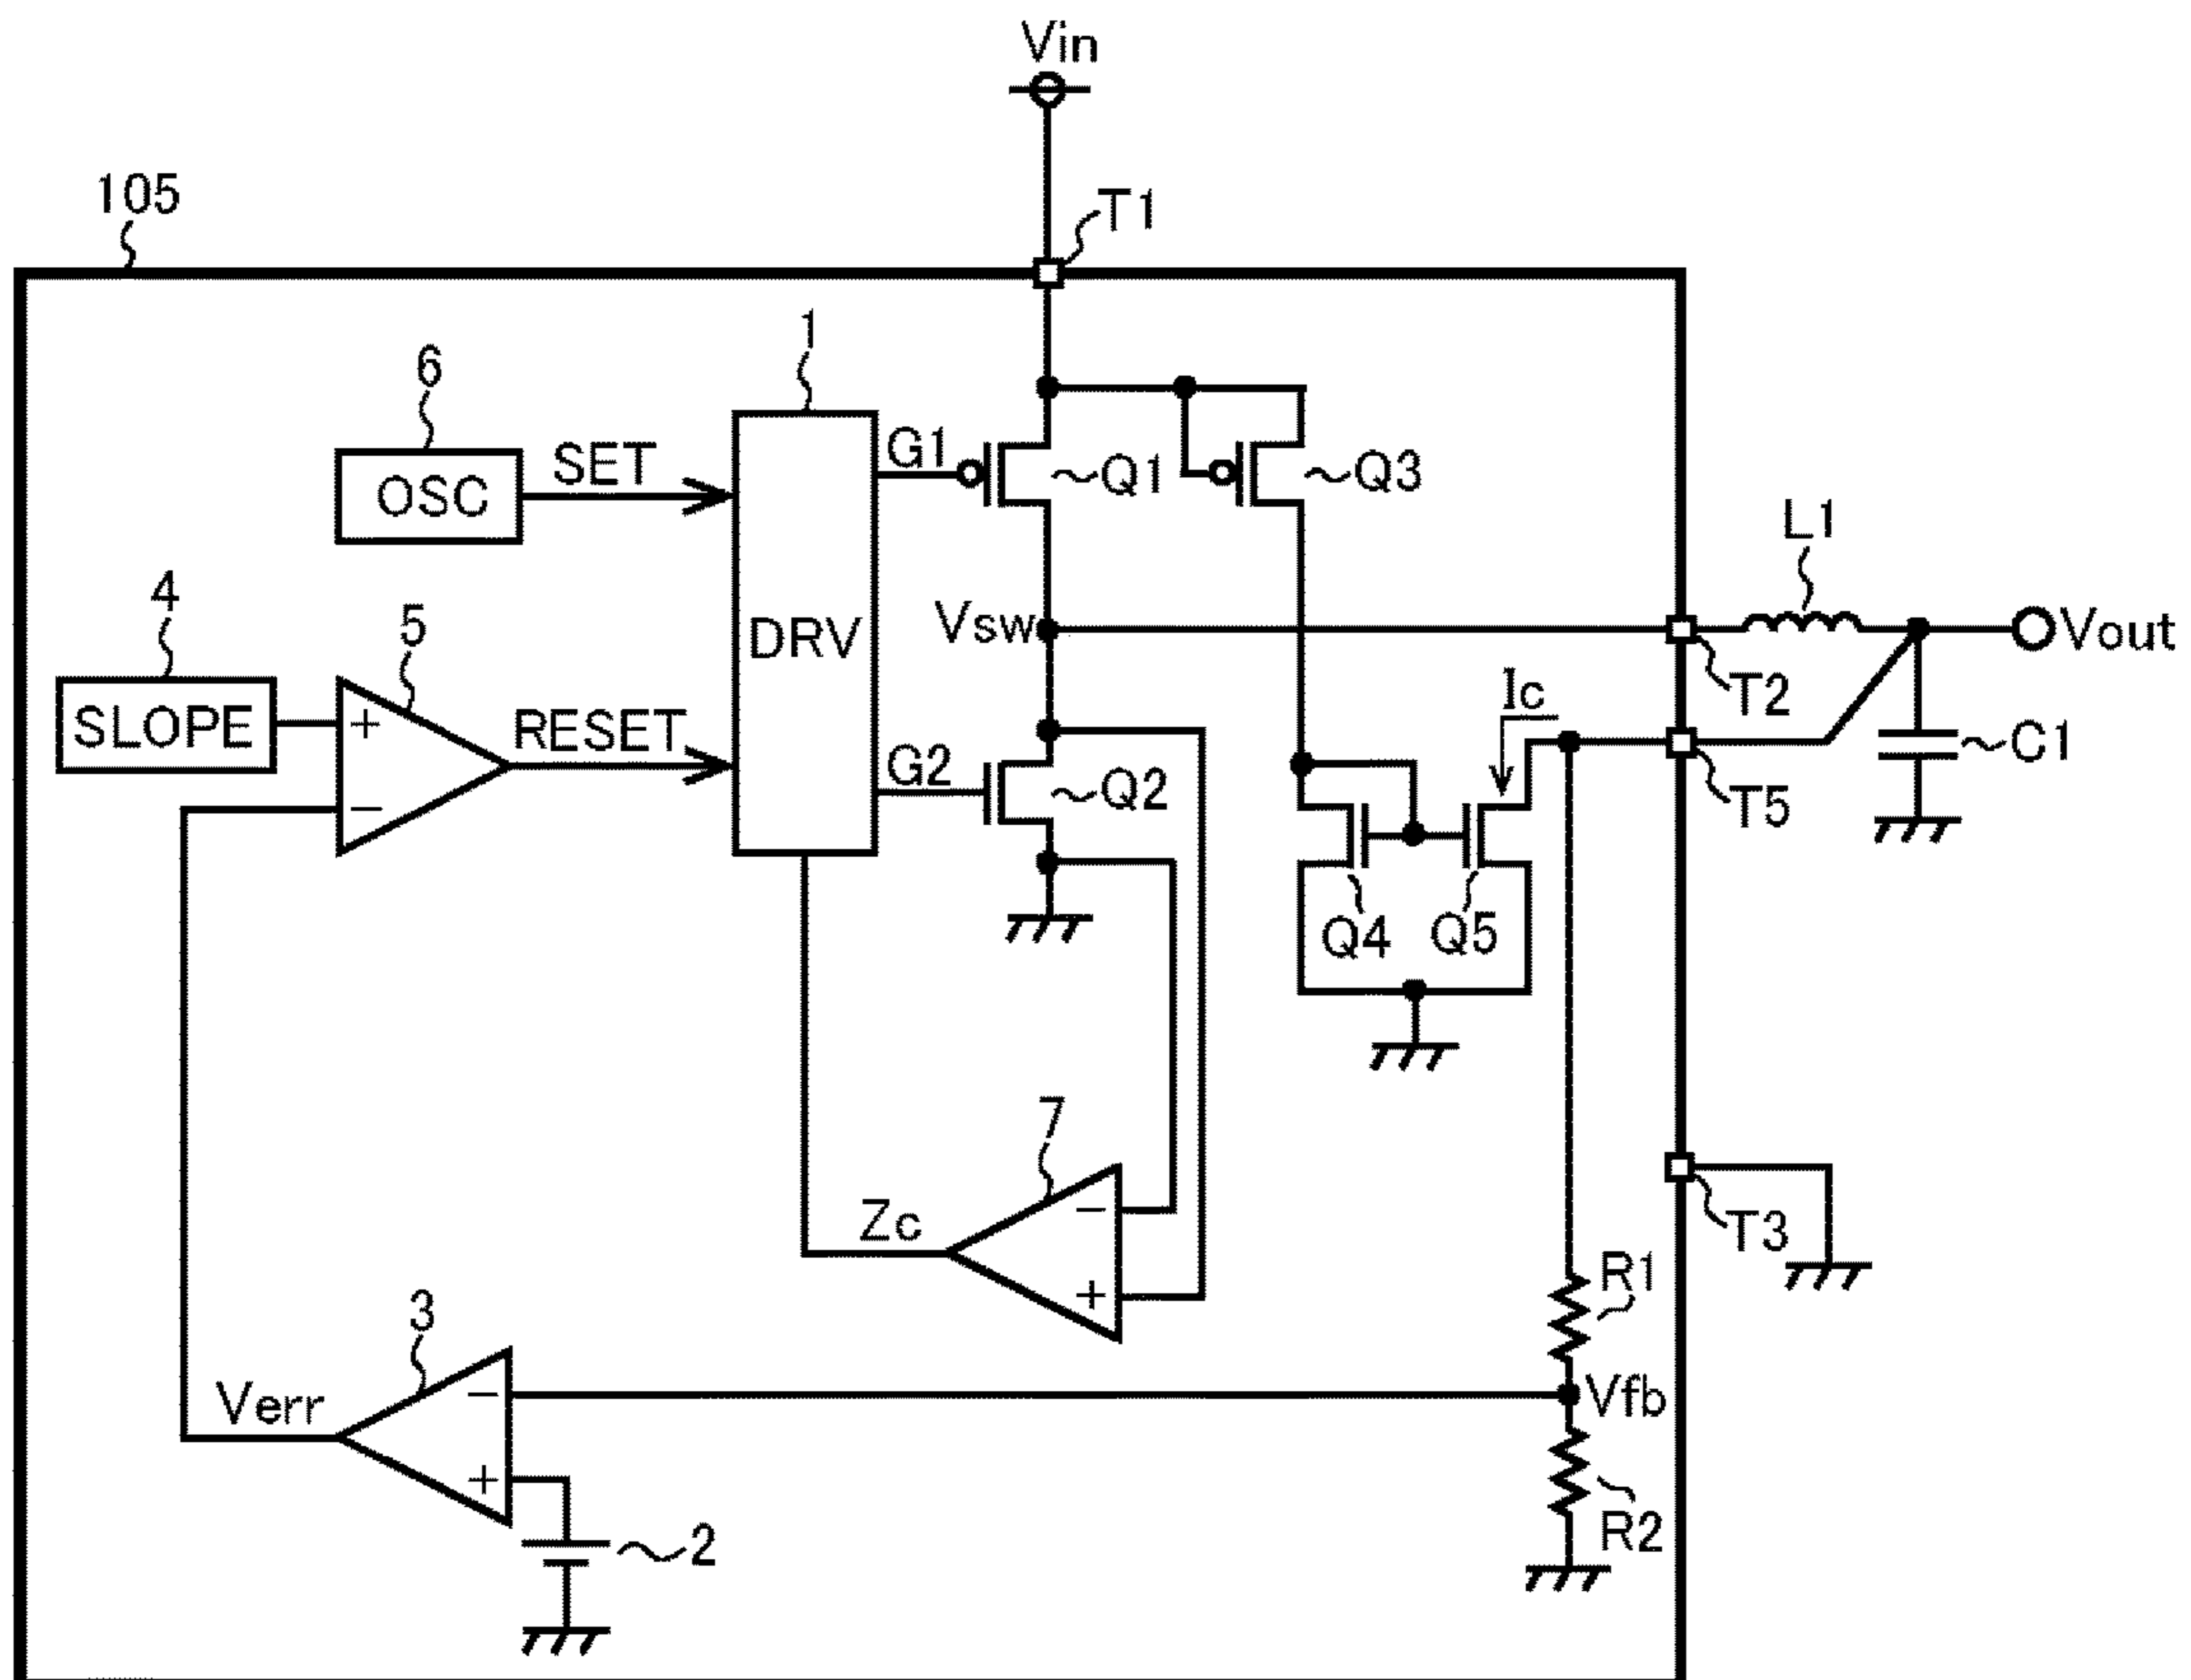 Vin
105
T1
1
6
G1
Q1
Q3
OSC
SET
L1
4
5
Vsw
DRV
Vout
SLOPE
+
−
RESET
Ic
T2
G2
Q2
C1
T5
Q4
Q5
7
−
+
Zc
T3
R1
3
Verr
−
+
Vfb
2
R2